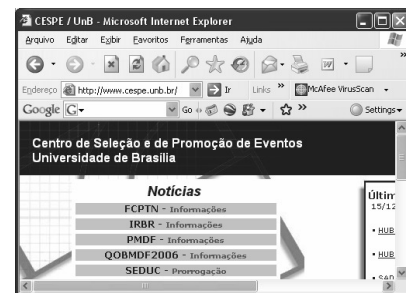 CESPE / UnB - Microsoft Internet Explorer
Arquivo Editar Exibir Favoritos Ferramentas Ajuda
Endereço http://www.cespe.unb.br/ Ir Links » McAfee VirusScan
Google G Go Settings
Centro de Seleção e de Promoção de Eventos
Universidade de Brasília
Notícias
Últim
15/12
FCPTN - Informações
IRBR - Informações
HUB
PMDF - Informações
QOBMDF2006 - Informações
HUB
SEDUC - Prorrogação
SAD